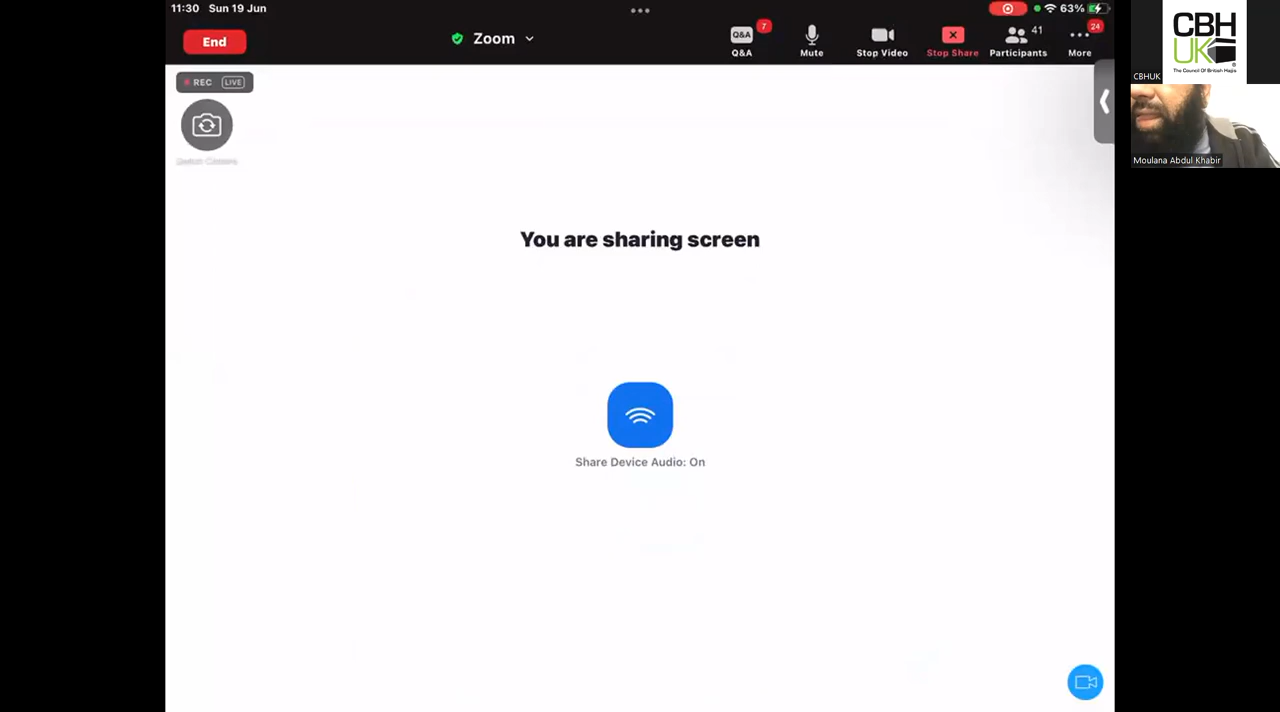 11:30 Sun 19 Jun
63%
End
Zoom
Q&A
7
Q&A
Mute
Stop Video
Stop Share
41
Participants
24
More
REC LIVE
You are sharing screen
Share Device Audio: On
CBH
UK
The Council Of British Hajjis
CBHUK
Moulana Abdul Khabir